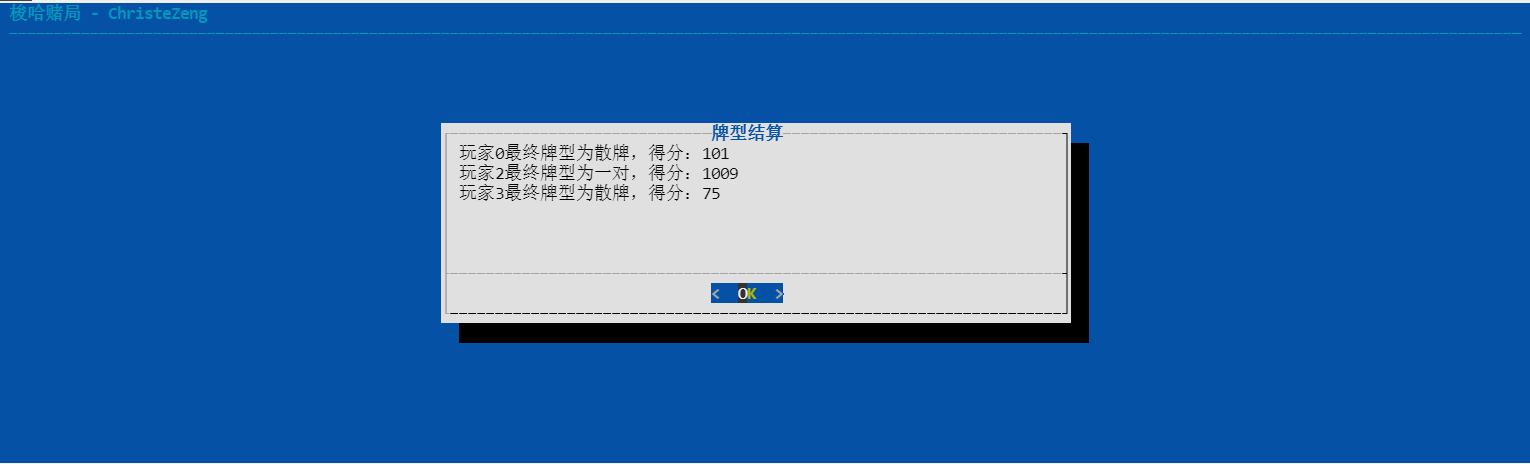 梭哈赌局 - ChristeZeng
牌型结算
玩家0最终牌型为散牌，得分：101
玩家2最终牌型为一对，得分：1009
玩家3最终牌型为散牌，得分：75
< OK >